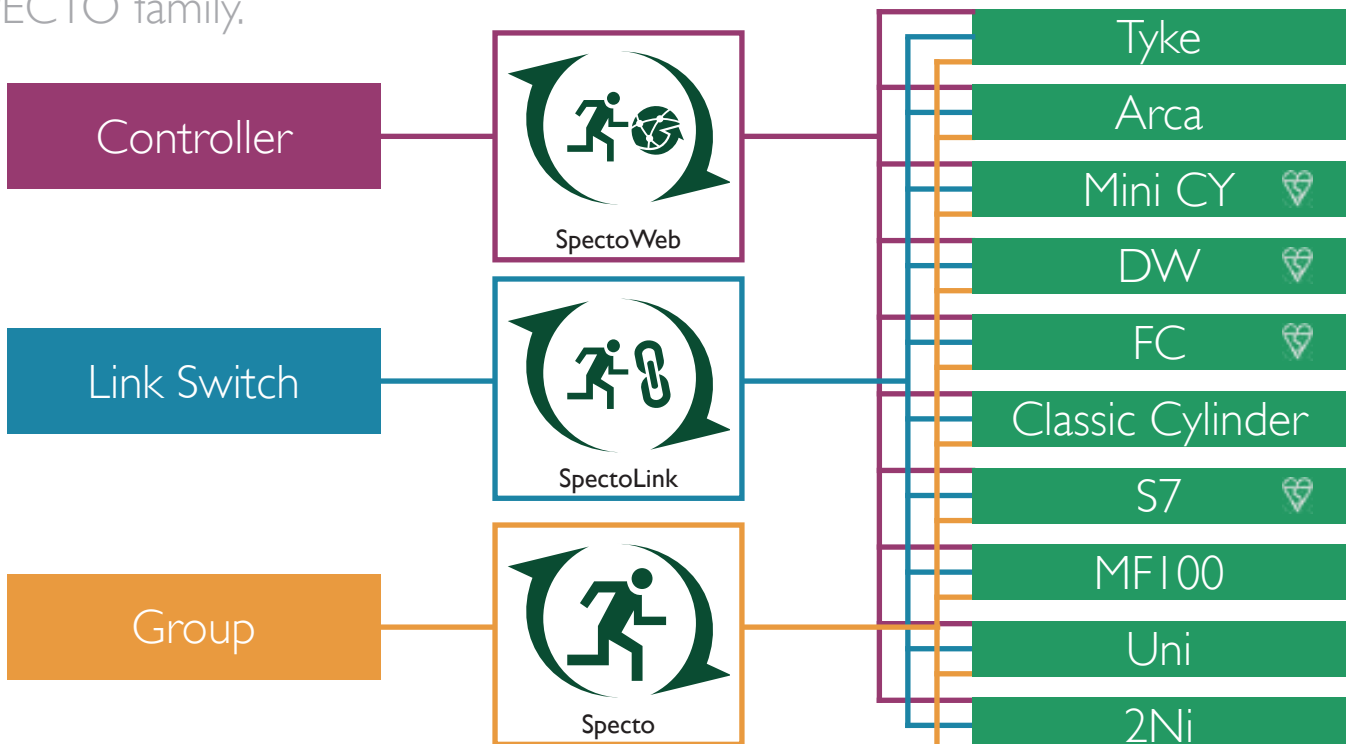 ECTO family.
Controller
SpectoWeb
Link Switch
SpectoLink
Group
Specto
Tyke
Arca
Mini CY
DW
FC
Classic Cylinder
S7
MF100
Uni
2Ni